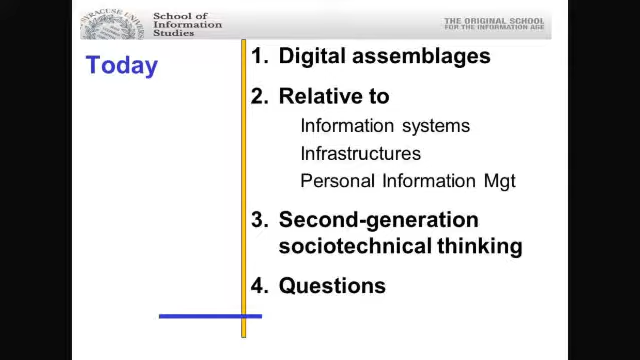 School of
Information
Studies
THE ORIGINAL SCHOOL
FOR THE INFORMATION AGE
Today
1. Digital assemblages
2. Relative to
Information systems
Infrastructures
Personal Information Mgt
3. Second-generation
sociotechnical thinking
4. Questions